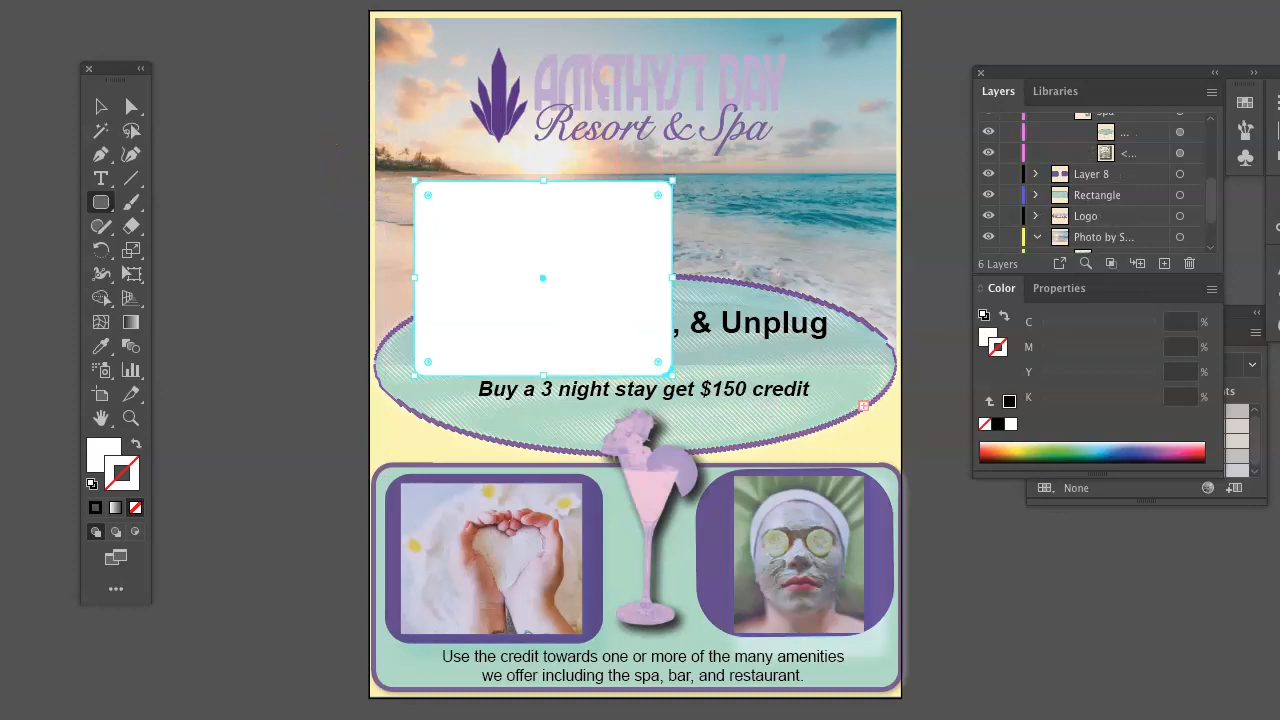 AMETHYST BAY
Resort & Spa
, & Unplug
Buy a 3 night stay get $150 credit
Use the credit towards one or more of the many amenities
we offer including the spa, bar, and restaurant.
Layers
Libraries
...
<...
Layer 8
Rectangle
Logo
Photo by S...
6 Layers
Color
Properties
C
%
M
%
Y
%
K
%
None